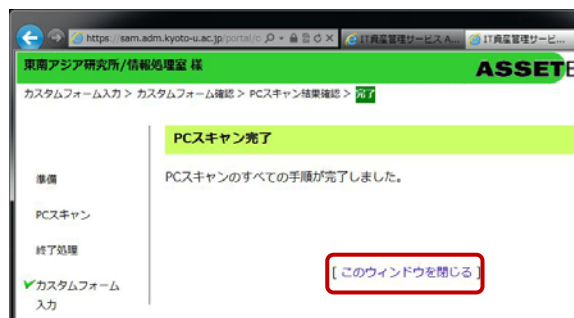 https://sam.adm.kyoto-u.ac.jp/portal/c
IT資産管理サービス A...
IT資産管理サービ...
東南アジア研究所/情報処理室 様
ASSETB
カスタムフォーム入力 > カスタムフォーム確認 > PCスキャン結果確認 > 完了
PCスキャン完了
準備
PCスキャンのすべての手順が完了しました。
PCスキャン
終了処理
[ このウィンドウを閉じる ]
カスタムフォーム
入力